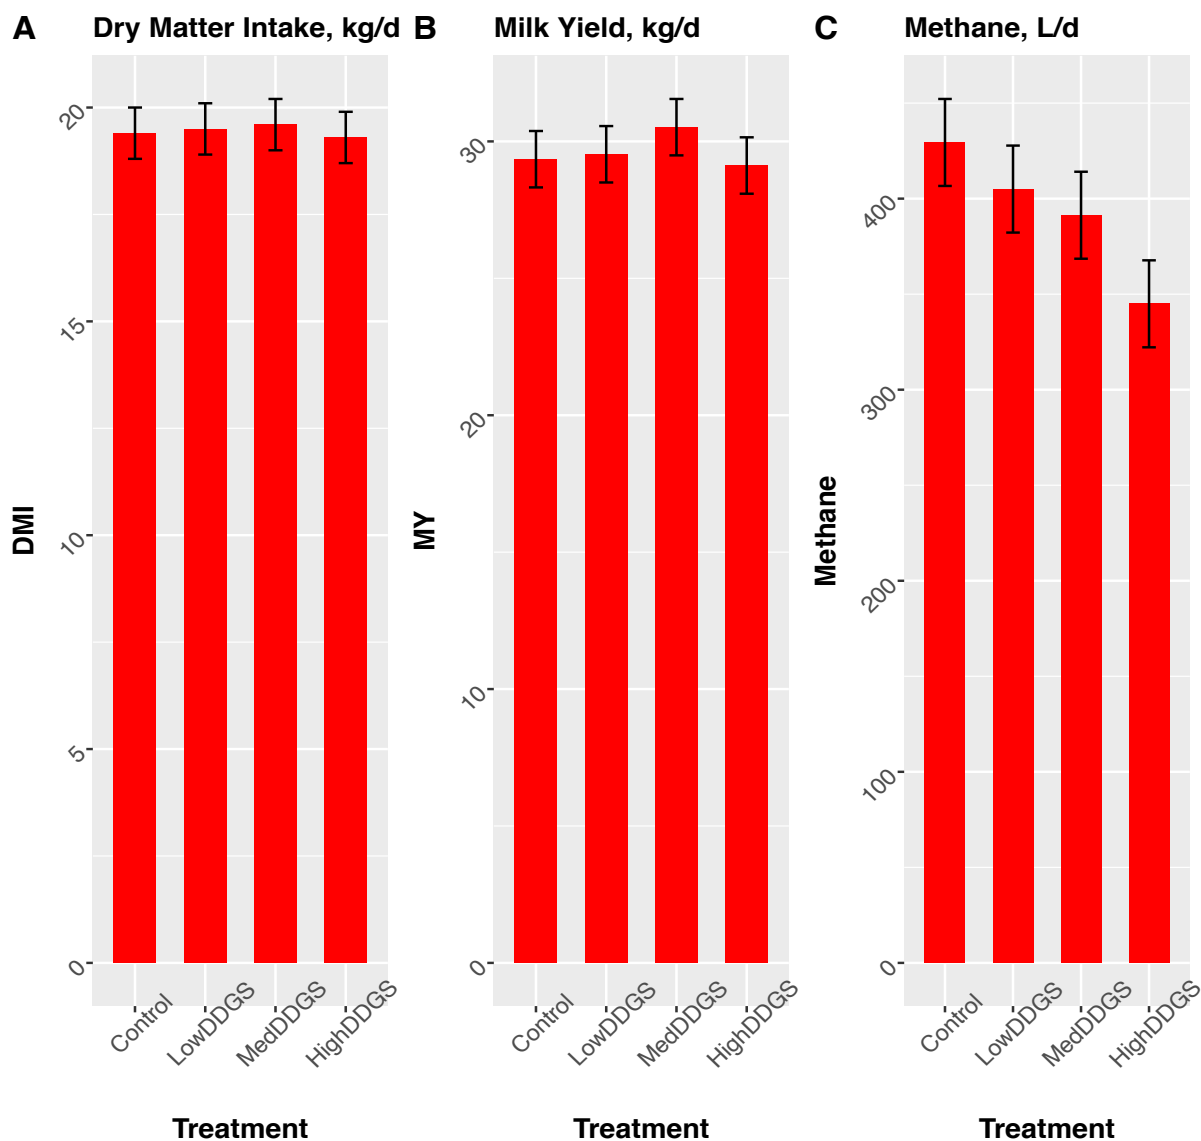 A
Dry Matter Intake, kg/d
DMI
20
15
10
5
0
Control
LowDDGS
MedDDGS
HighDDGS
Treatment
B
Milk Yield, kg/d
MY
30
20
10
0
Control
LowDDGS
MedDDGS
HighDDGS
Treatment
C
Methane, L/d
Methane
400
300
200
100
0
Control
LowDDGS
MedDDGS
HighDDGS
Treatment